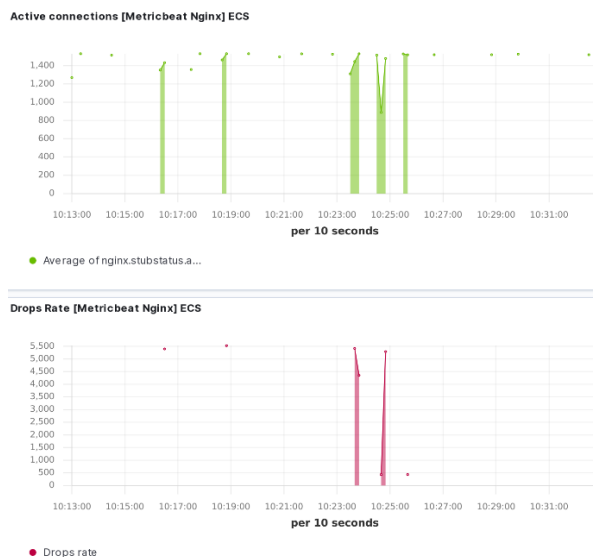 Active connections [Metricbeat Nginx] ECS
1,400
1,200
1,000
800
600
400
200
0
10:13:00 10:15:00 10:17:00 10:19:00 10:21:00 10:23:00 10:25:00 10:27:00 10:29:00 10:31:00
per 10 seconds
Average of nginx.stubstatus.a...
Drops Rate [Metricbeat Nginx] ECS
5,500
5,000
4,500
4,000
3,500
3,000
2,500
2,000
1,500
1,000
500
0
10:13:00 10:15:00 10:17:00 10:19:00 10:21:00 10:23:00 10:25:00 10:27:00 10:29:00 10:31:00
per 10 seconds
Drops rate